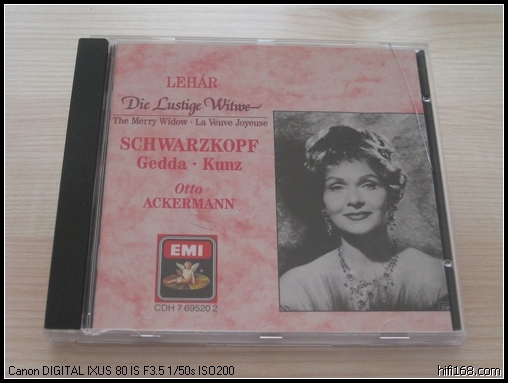 LEHÁR
Die Lustige Witwe
The Merry Widow · La Veuve Joyeuse
SCHWARZKOPF
Gedda · Kunz
Otto
ACKERMANN
EMI
CDH 7 69520 2
Canon DIGITAL IXUS 80 IS F3.5 1/50s ISO200
hifi168.com